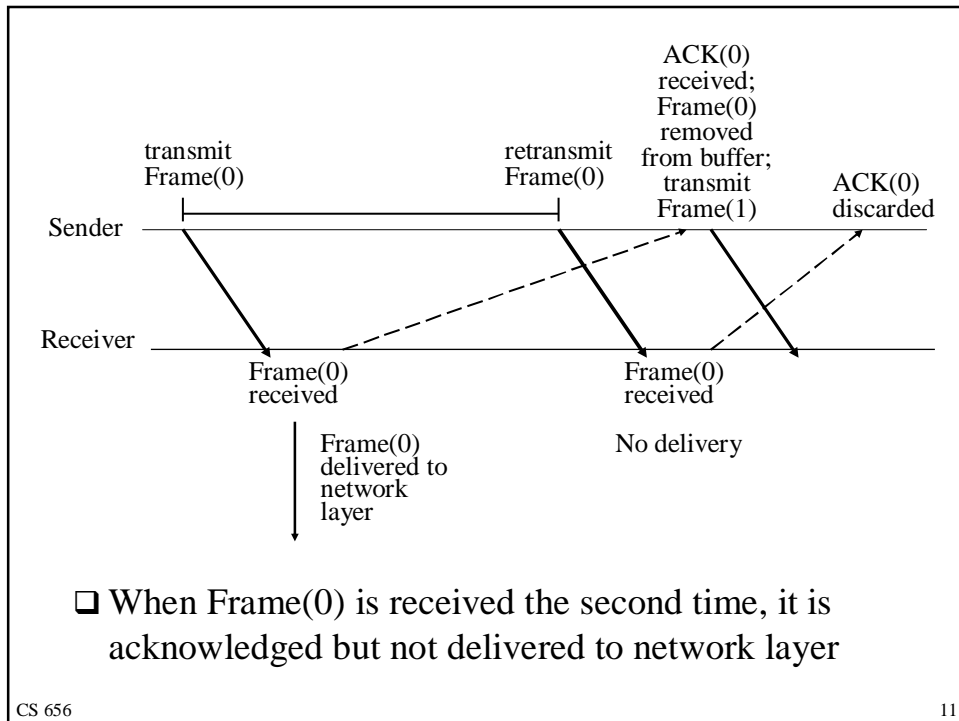 ACK(0)
received;
Frame(0)
removed
from buffer;
transmit
Frame(1)
transmit
Frame(0)
retransmit
Frame(0)
ACK(0)
discarded
Sender
Receiver
Frame(0)
received
Frame(0)
received
Frame(0)
delivered to
network
layer
No delivery
❑ When Frame(0) is received the second time, it is
acknowledged but not delivered to network layer
CS 656
11